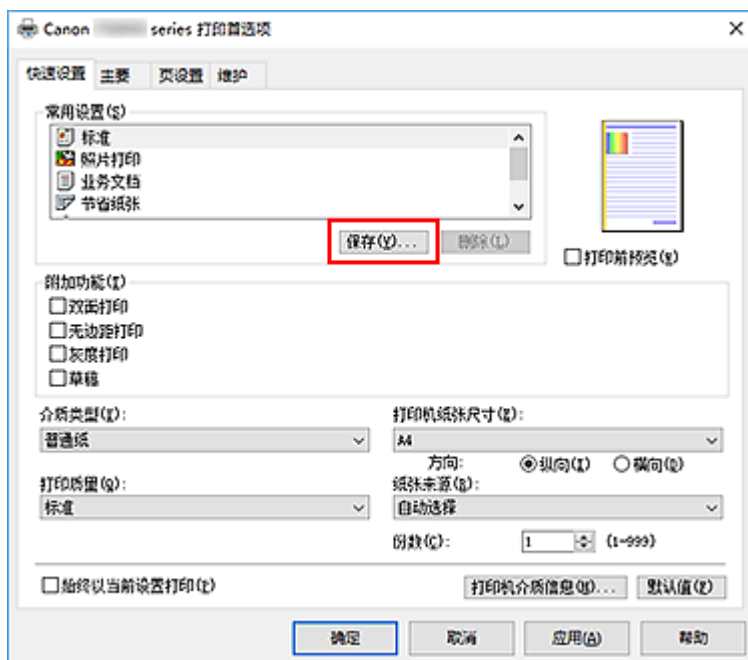 Canon series 打印首选项
快速设置 主要 页设置 维护
常用设置(S)
标准
照片打印
业务文档
节省纸张
保存(V)... 删除(L)
打印前预览(W)
附加功能(I)
双面打印
无边距打印
灰度打印
草稿
介质类型(Y): 打印机纸张尺寸(Z):
普通纸 A4
方向: 纵向(I) 横向(D)
打印质量(Q): 纸张来源(R):
标准 自动选择
份数(C): 1 (1-999)
始终以当前设置打印(P)
打印机介质信息(M)... 默认值(F)
确定 取消 应用(A) 帮助